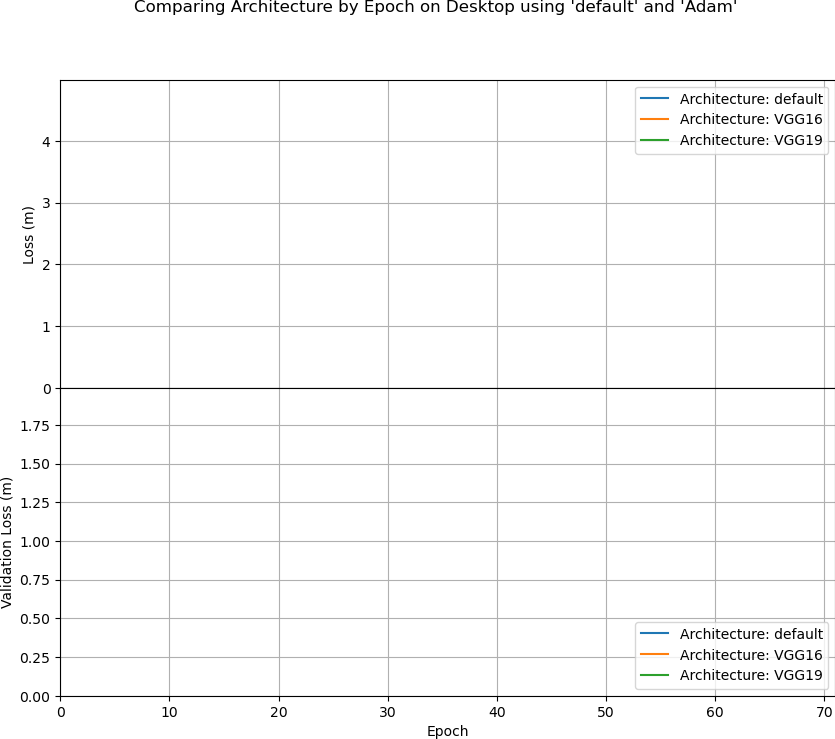 Comparing Architecture by Epoch on Desktop using 'default' and 'Adam'
Architecture: default
Architecture: VGG16
Architecture: VGG19
4
3
2
1
0
Loss (m)
1.75
1.50
1.25
1.00
0.75
0.50
0.25
0.00
Validation Loss (m)
Architecture: default
Architecture: VGG16
Architecture: VGG19
0 10 20 30 40 50 60 70
Epoch